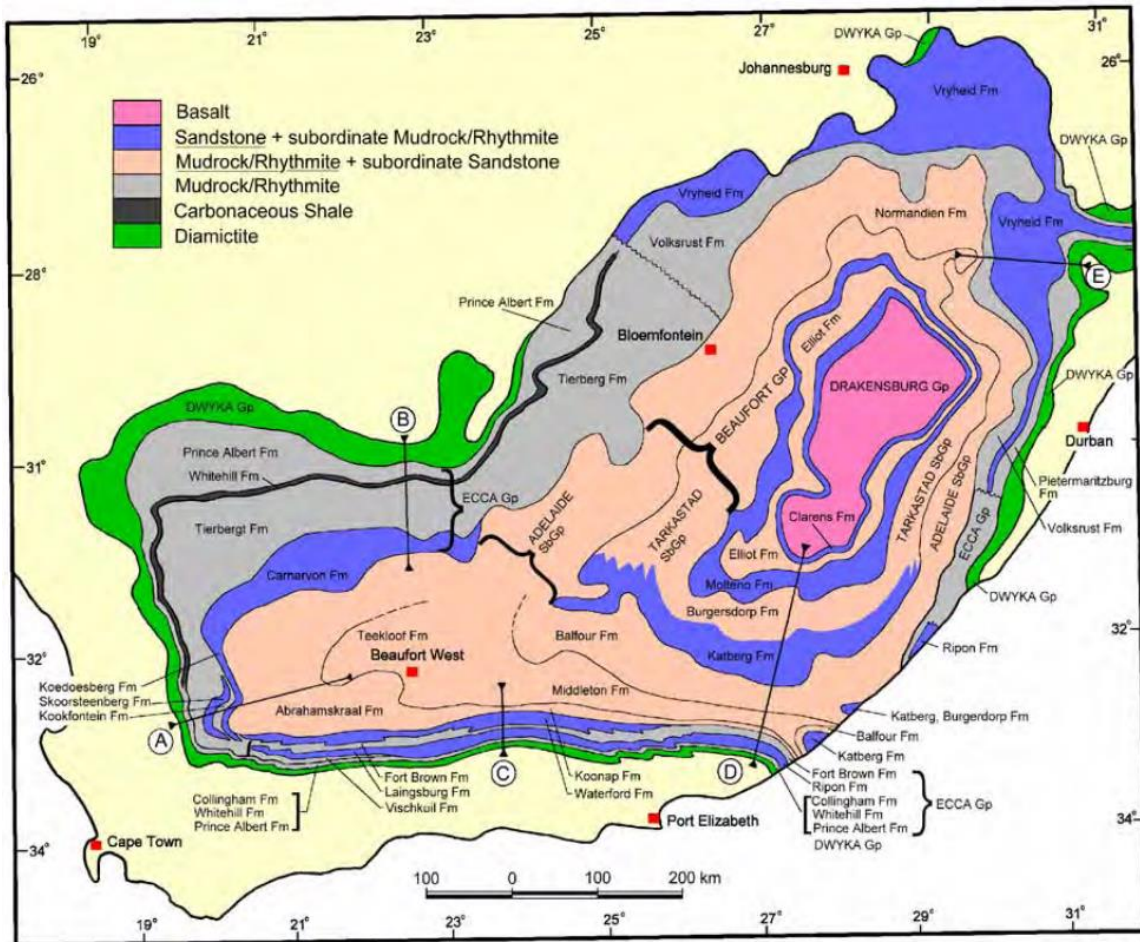 19°
21°
23°
25°
27°
29°
31°
26°
26°
28°
31°
32°
32°
34°
34°
19°
21°
23°
25°
27°
29°
31°
Basalt
Sandstone + subordinate Mudrock/Rhythmite
Mudrock/Rhythmite + subordinate Sandstone
Mudrock/Rhythmite
Carbonaceous Shale
Diamictite
DWYKA Gp
Johannesburg
Vryheid Fm
DWYKA Gp
Vryheid Fm
Normandien Fm
Vryheid Fm
Volksrust Fm
E
Prince Albert Fm
Bloemfontein
Elliot Fm
Tierberg Fm
BEAUFORT GP
DRAKENSBURG Gp
DWYKA Gp
DWYKA Gp
B
Durban
Prince Albert Fm
Whitehill Fm
ECCA Gp
ADELAIDE
SbGp
TARKASTAD
SbGp
TARKASTAD SbGp
ADELAIDE SbGp
Pietermaritzburg
Fm
Volksrust Fm
ECCA Gp
Tierbergt Fm
Clarens Fm
Elliot Fm
Molteno Fm
Carnarvon Fm
DWYKA Gp
Burgersdorp Fm
Teekloof Fm
Balfour Fm
Katberg Fm
Ripon Fm
Beaufort West
Koedoesberg Fm
Skoorsteenberg Fm
Kookfontein Fm
Middleton Fm
Abrahamskraal Fm
Katberg, Burgerdorp Fm
A
Balfour Fm
Katberg Fm
C
D
Koonap Fm
Waterford Fm
Fort Brown Fm
Laingsburg Fm
Vischkuil Fm
Collingham Fm
Whitehill Fm
Prince Albert Fm
Fort Brown Fm
Ripon Fm
Collingham Fm
Whitehill Fm
Prince Albert Fm
DWYKA Gp
ECCA GP
Port Elizabeth
Cape Town
100 0 100 200 km